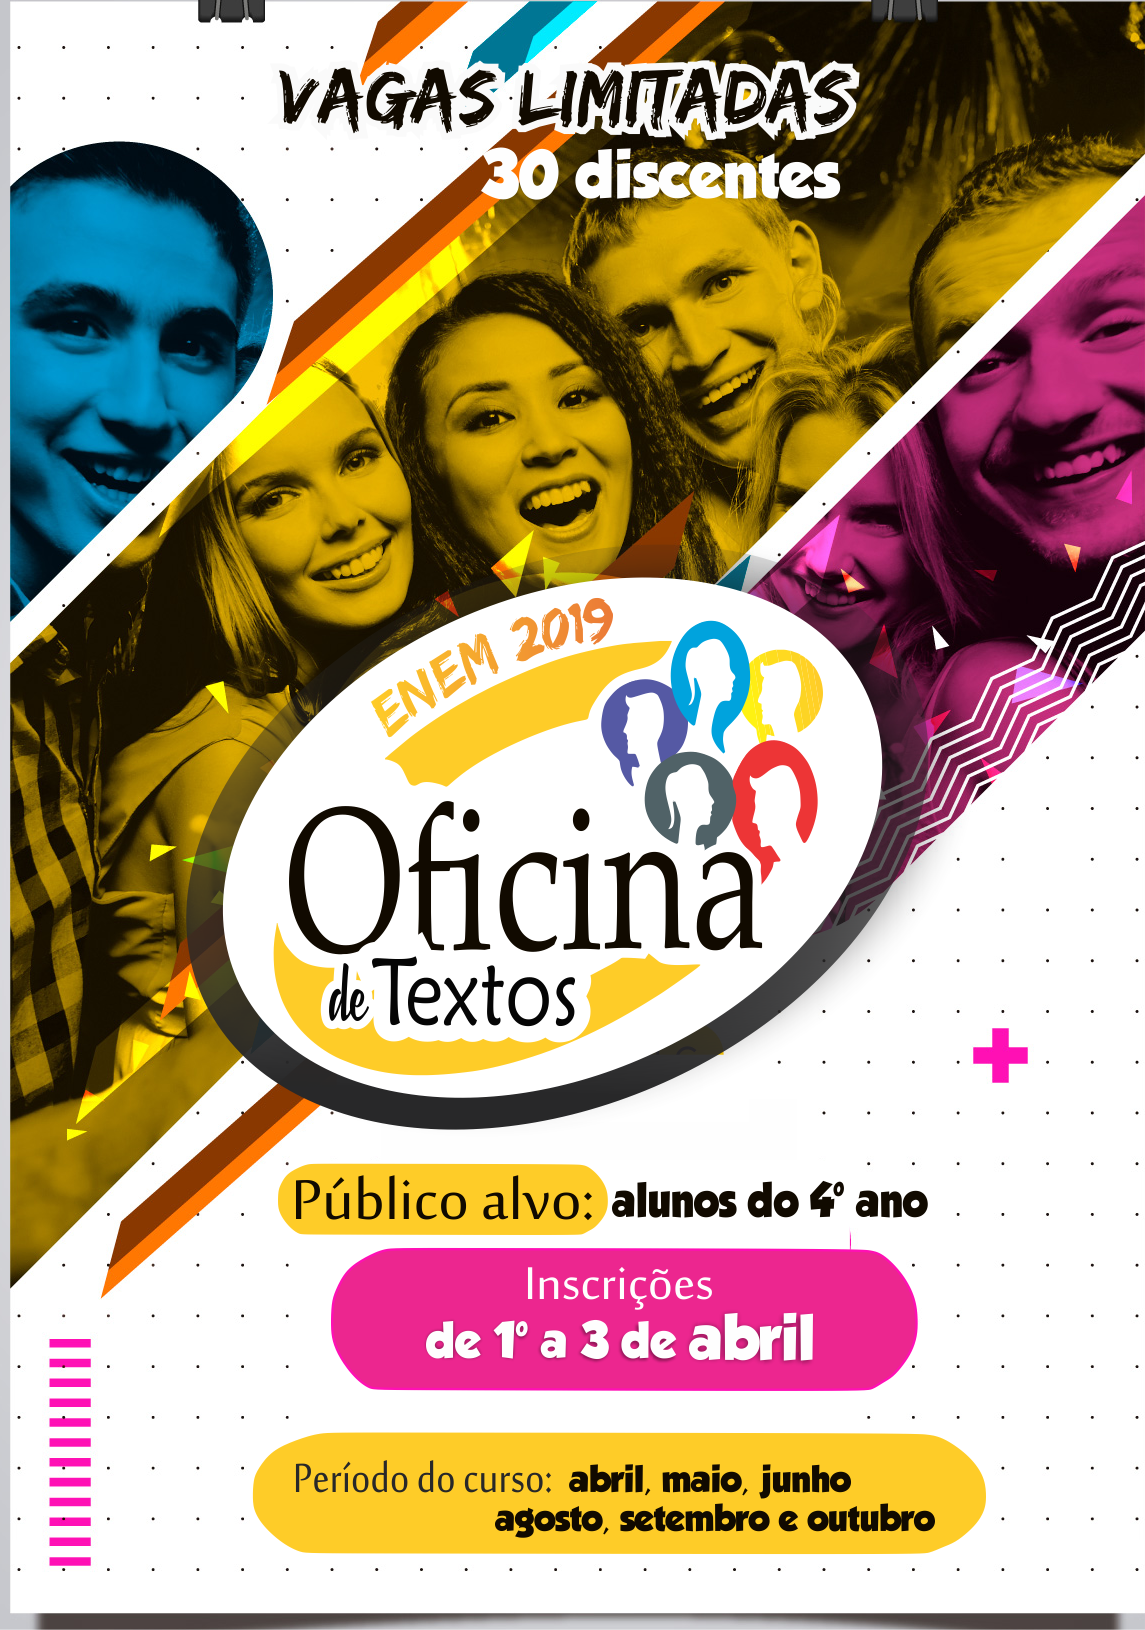 VAGAS LIMITADAS
30 discentes
ENEM 2019
Oficina
de Textos
Público alvo: alunos do 4º ano
Inscrições
de 1º a 3 de abril
Período do curso: abril, maio, junho
agosto, setembro e outubro